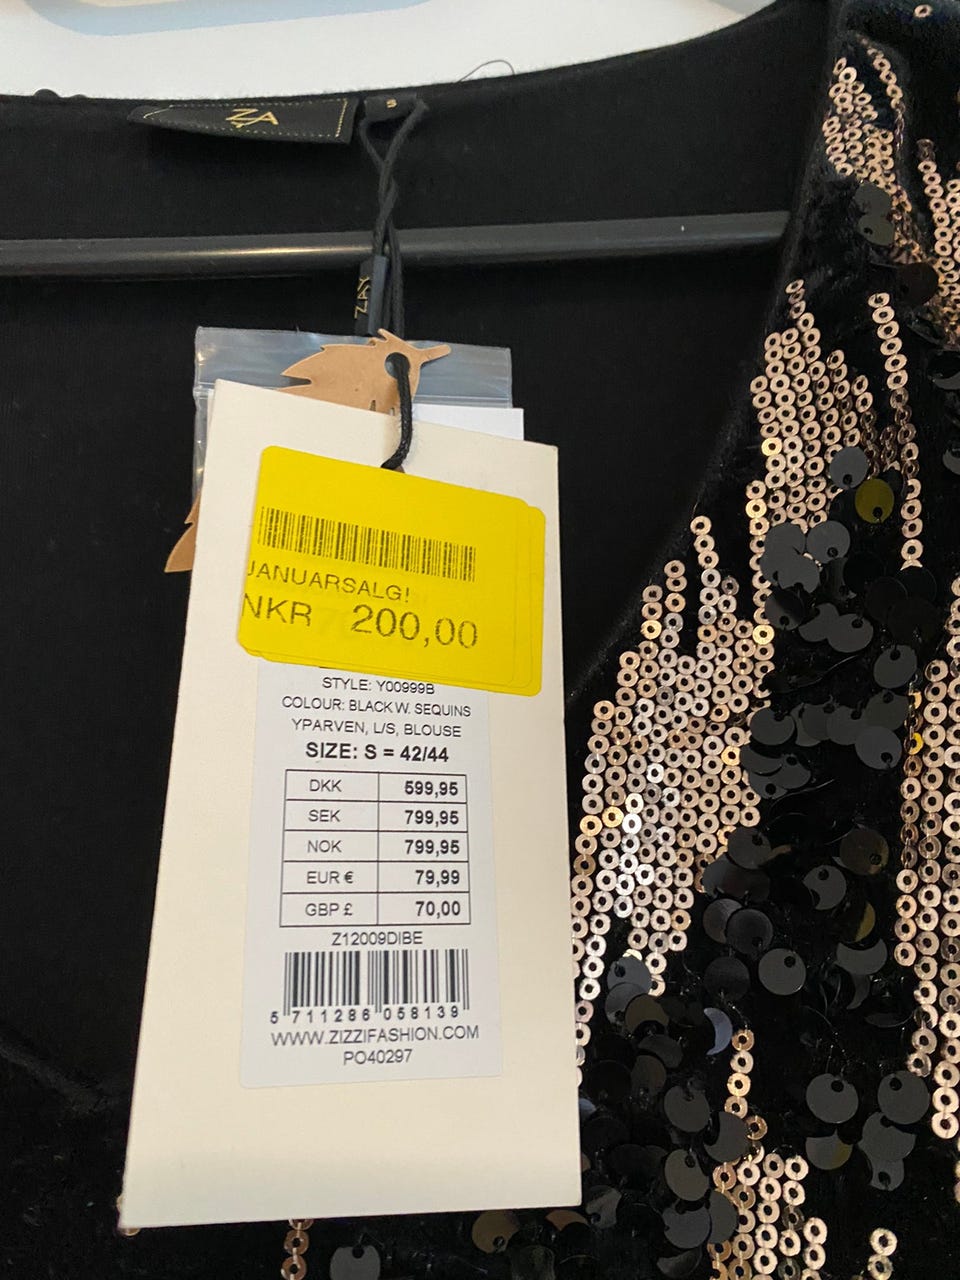 S
ZAY
JANUARSALG!
NKR 200,00
STYLE: Y00999B
COLOUR: BLACK W. SEQUINS
YPARVEN, L/S, BLOUSE
SIZE: S = 42/44
DKK 599,95
SEK 799,95
NOK 799,95
EUR € 79,99
GBP £ 70,00
Z12009DIBE
5 711286 058139
WWW.ZIZZIFASHION.COM
PO40297